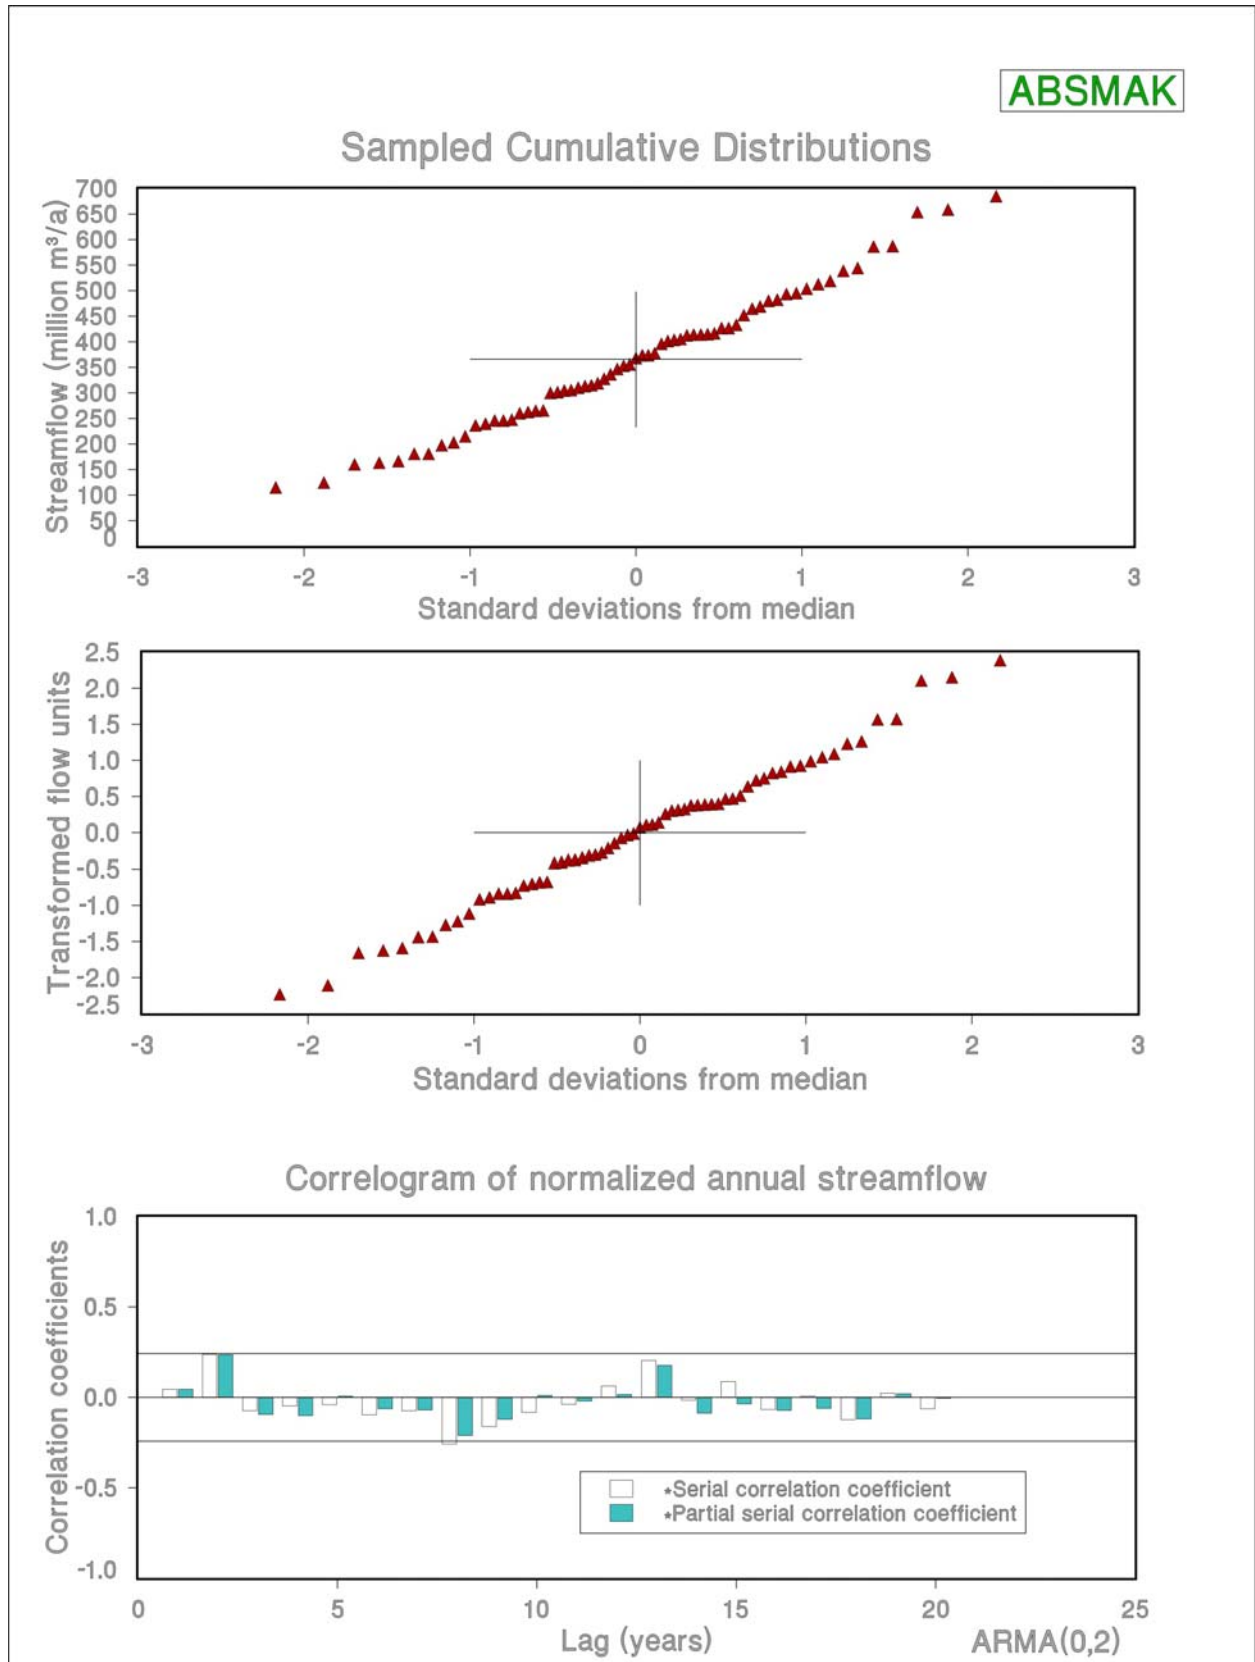 ABSMAK
Sampled Cumulative Distributions
Streamflow (million m³/a)
700
650
600
550
500
450
400
350
300
250
200
150
100
50
0
-3 -2 -1 0 1 2 3
Standard deviations from median
Transformed flow units
2.5
2.0
1.5
1.0
0.5
0.0
-0.5
-1.0
-1.5
-2.0
-2.5
-3 -2 -1 0 1 2 3
Standard deviations from median
Correlogram of normalized annual streamflow
Correlation coefficients
1.0
0.5
0.0
-0.5
-1.0
*Serial correlation coefficient
*Partial serial correlation coefficient
0 5 10 15 20 25
Lag (years) ARMA(0,2)